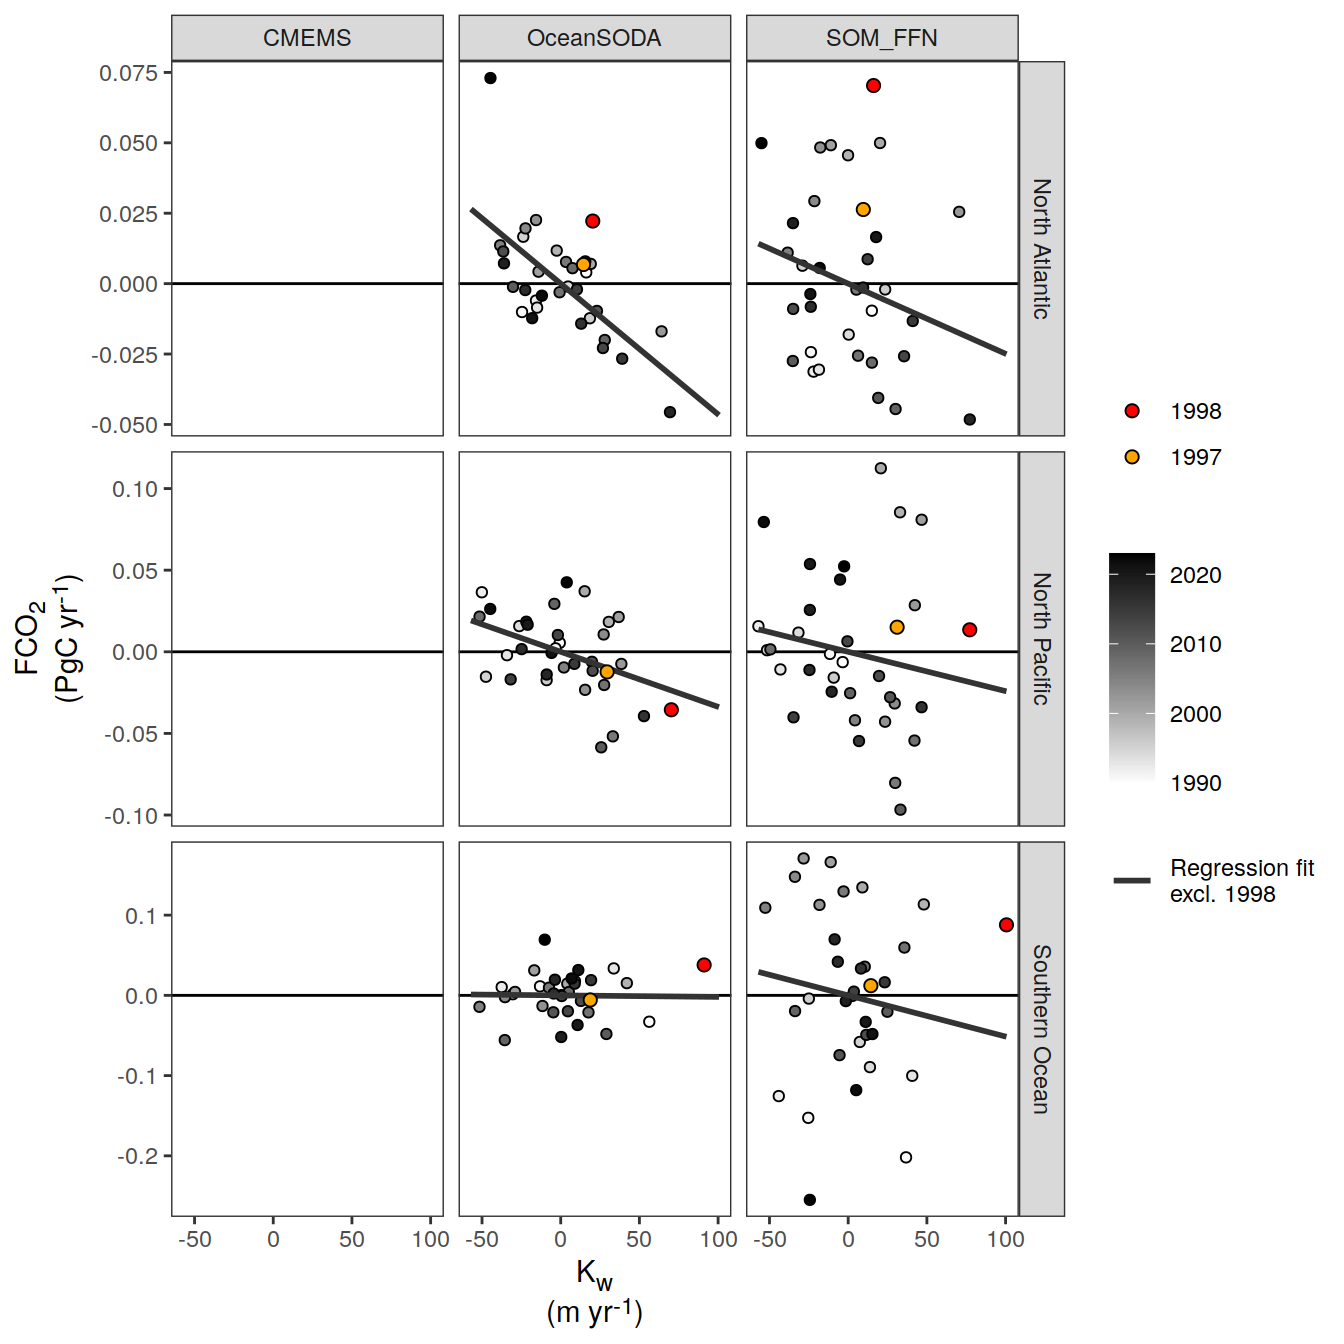 CMEMS OceanSODA SOM_FFN
0.075
0.050
0.025
0.000
-0.025
-0.050
North Atlantic
0.10
0.05
0.00
-0.05
-0.10
North Pacific
0.1
0.0
-0.1
-0.2
Southern Ocean
-50 0 50 100 -50 0 50 100 -50 0 50 100
FCO2
(PgC yr-1)
Kw
(m yr-1)
1998
1997
2020
2010
2000
1990
Regression fit
excl. 1998